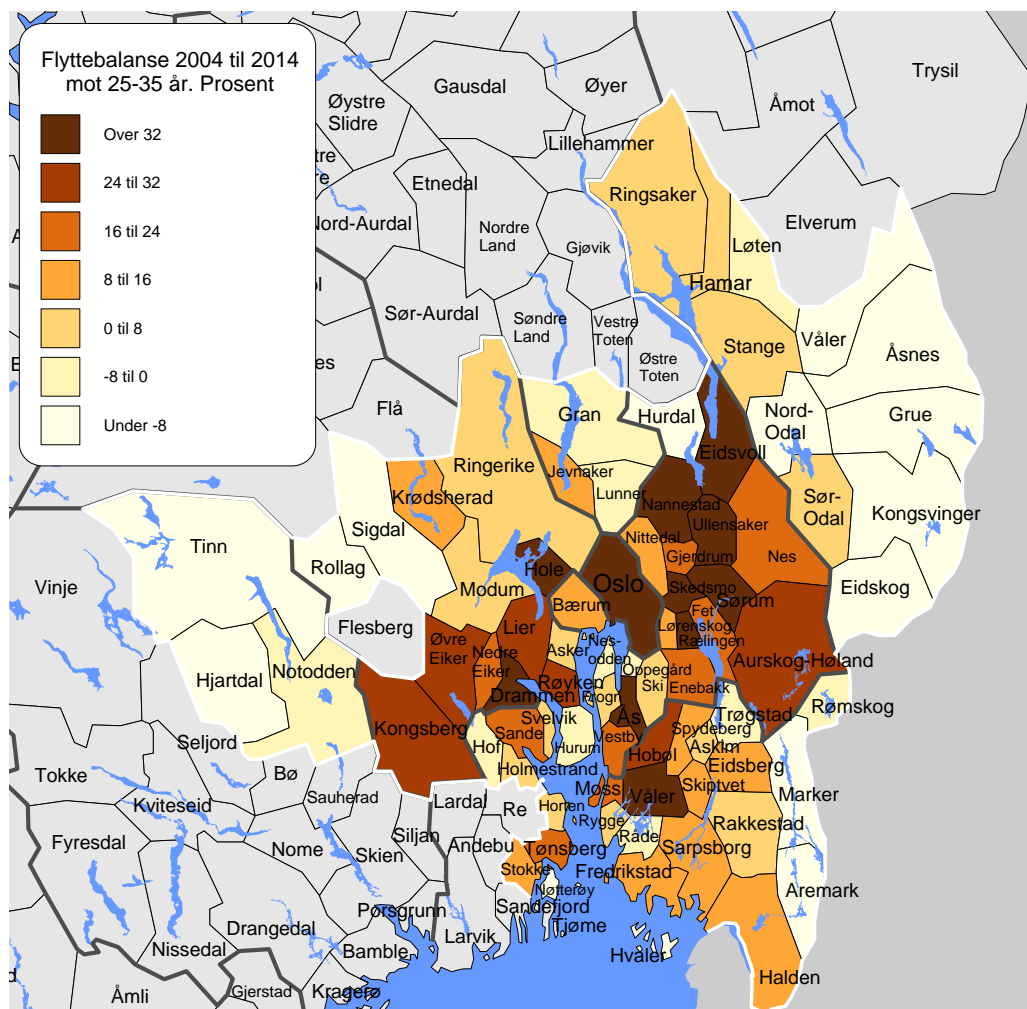 Flyttebalanse 2004 til 2014
mot 25-35 år. Prosent
Over 32
24 til 32
16 til 24
8 til 16
0 til 8
-8 til 0
Under -8
Gausdal
Øyer
Trysil
Åmot
Øystre
Slidre
Lillehammer
Etnedal
Ringsaker
Elverum
Nord-Aurdal
Nordre
Land
Gjøvik
Løten
Hamar
Sør-Aurdal
Søndre
Land
Vestre
Toten
Østre
Toten
Stange
Våler
Åsnes
Flå
Gran
Hurdal
Nord-
Odal
Grue
Eidsvoll
Ringerike
Jevnaker
Krødsherad
Lunner
Nannestad
Sør-
Odal
Kongsvinger
Sigdal
Ullensaker
Nittedal
Tinn
Gjerdrum
Nes
Rollag
Hole
Oslo
Skedsmo
Eidskog
Vinje
Modum
Bærum
Sørum
Fet
Flesberg
Lier
Lørenskog
Rælingen
Øvre
Eiker
Nedre
Eiker
Asker
Nes-
odden
Oppegård
Ski
Aurskog-Høland
Notodden
Hjartdal
Røyken
Enebakk
Drammen
Frogn
Rømskog
Kongsberg
Svelvik
Ås
Trøgstad
Sande
Vestby
Spydeberg
Seljord
Hof
Hurum
Hobøl
Askim
Eidsberg
Tokke
Bø
Holmestrand
Moss
Skiptvet
Kviteseid
Sauherad
Lardal
Re
Horten
Våler
Marker
Siljan
Rygge
Råde
Rakkestad
Fyresdal
Nome
Skien
Andebu
Tønsberg
Sarpsborg
Stokke
Fredrikstad
Nøtterøy
Aremark
Porsgrunn
Sandefjord
Tjøme
Drangedal
Nissedal
Bamble
Larvik
Hvaler
Halden
Åmli
Gjerstad
Kragerø